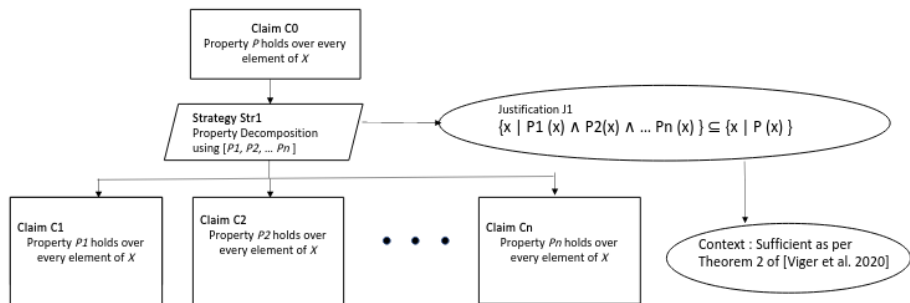 Claim C0
Property P holds over every
element of X
Strategy Str1
Property Decomposition
using [P1, P2, ... Pn ]
Justification J1
{x | P1 (x) ∧ P2(x) ∧ ... Pn (x) } ⊆ {x | P (x) }
Claim C1
Property P1 holds over
every element of X
Claim C2
Property P2 holds over
every element of X
Claim Cn
Property Pn holds over
every element of X
Context : Sufficient as per
Theorem 2 of [Viger et al. 2020]